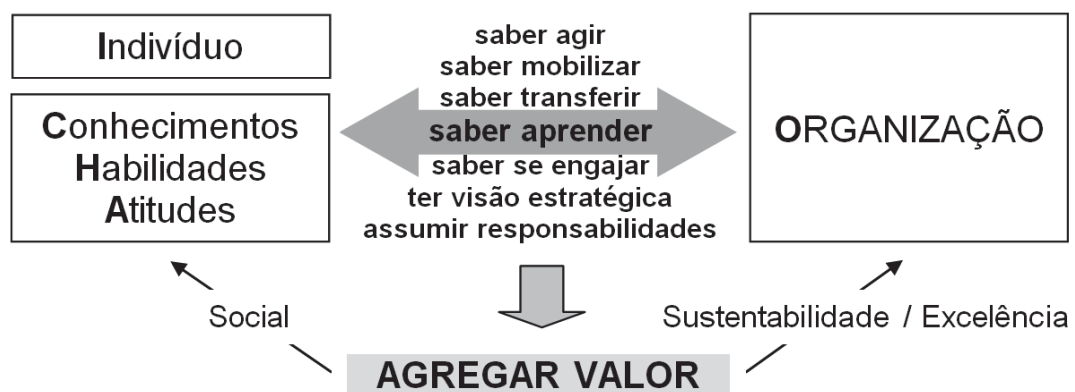 Indivíduo
Conhecimentos
Habilidades
Atitudes
saber agir
saber mobilizar
saber transferir
saber aprender
saber se engajar
ter visão estratégica
assumir responsabilidades
ORGANIZAÇÃO
Social
Sustentabilidade / Excelência
AGREGAR VALOR